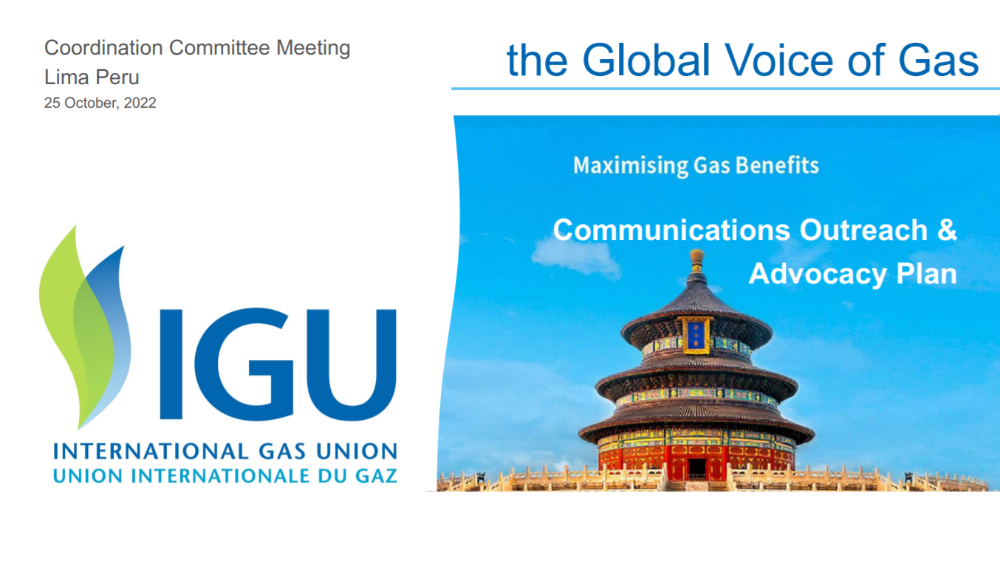 Coordination Committee Meeting
Lima Peru
25 October, 2022
the Global Voice of Gas
Maximising Gas Benefits
Communications Outreach &
Advocacy Plan
IGU
INTERNATIONAL GAS UNION
UNION INTERNATIONALE DU GAZ